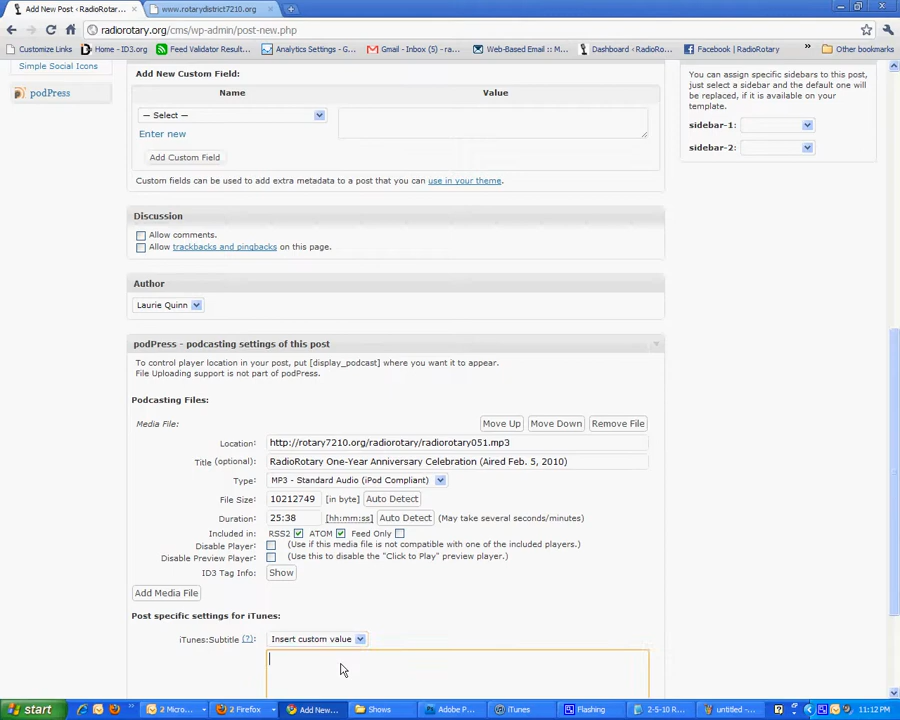 Add New Post - RadioRotary
www.rotarydistrict7210.org
radiorotary.org/cms/wp-admin/post-new.php
Customize Links
Home - ID3.org
Feed Validator Result...
Analytics Settings - G...
Gmail - Inbox (5) - ra...
Web-Based Email :: M...
Dashboard ‹ RadioRo...
Facebook | RadioRotary
»
Other bookmarks
Simple Social Icons
podPress
Add New Custom Field:
Name
Value
— Select —
Enter new
Add Custom Field
Custom fields can be used to add extra metadata to a post that you can use in your theme.
You can assign specific sidebars to this post,
just select a sidebar and the default one will
be replaced, if it is available on your
template.
sidebar-1:
sidebar-2:
Discussion
Allow comments.
Allow trackbacks and pingbacks on this page.
Author
Laurie Quinn
podPress - podcasting settings of this post
To control player location in your post, put [display_podcast] where you want it to appear.
File Uploading support is not part of podPress.
Podcasting Files:
Media File:
Move Up
Move Down
Remove File
Location: http://rotary7210.org/radiorotary/radiorotary051.mp3
Title (optional): RadioRotary One-Year Anniversary Celebration (Aired Feb. 5, 2010)
Type: MP3 - Standard Audio (iPod Compliant)
File Size: 10212749 [in byte] Auto Detect
Duration: 25:38 [hh:mm:ss] Auto Detect (May take several seconds/minutes)
Included in: RSS2 ATOM Feed Only
Disable Player: (Use if this media file is not compatible with one of the included players.)
Disable Preview Player: (Use this to disable the "Click to Play" preview player.)
ID3 Tag Info: Show
Add Media File
Post specific settings for iTunes:
iTunes:Subtitle (?): Insert custom value
start
2 Micro...
2 Firefox
Add New...
Shows
Adobe P...
iTunes
Flashing
2-5-10 R...
untitled -...
11:12 PM